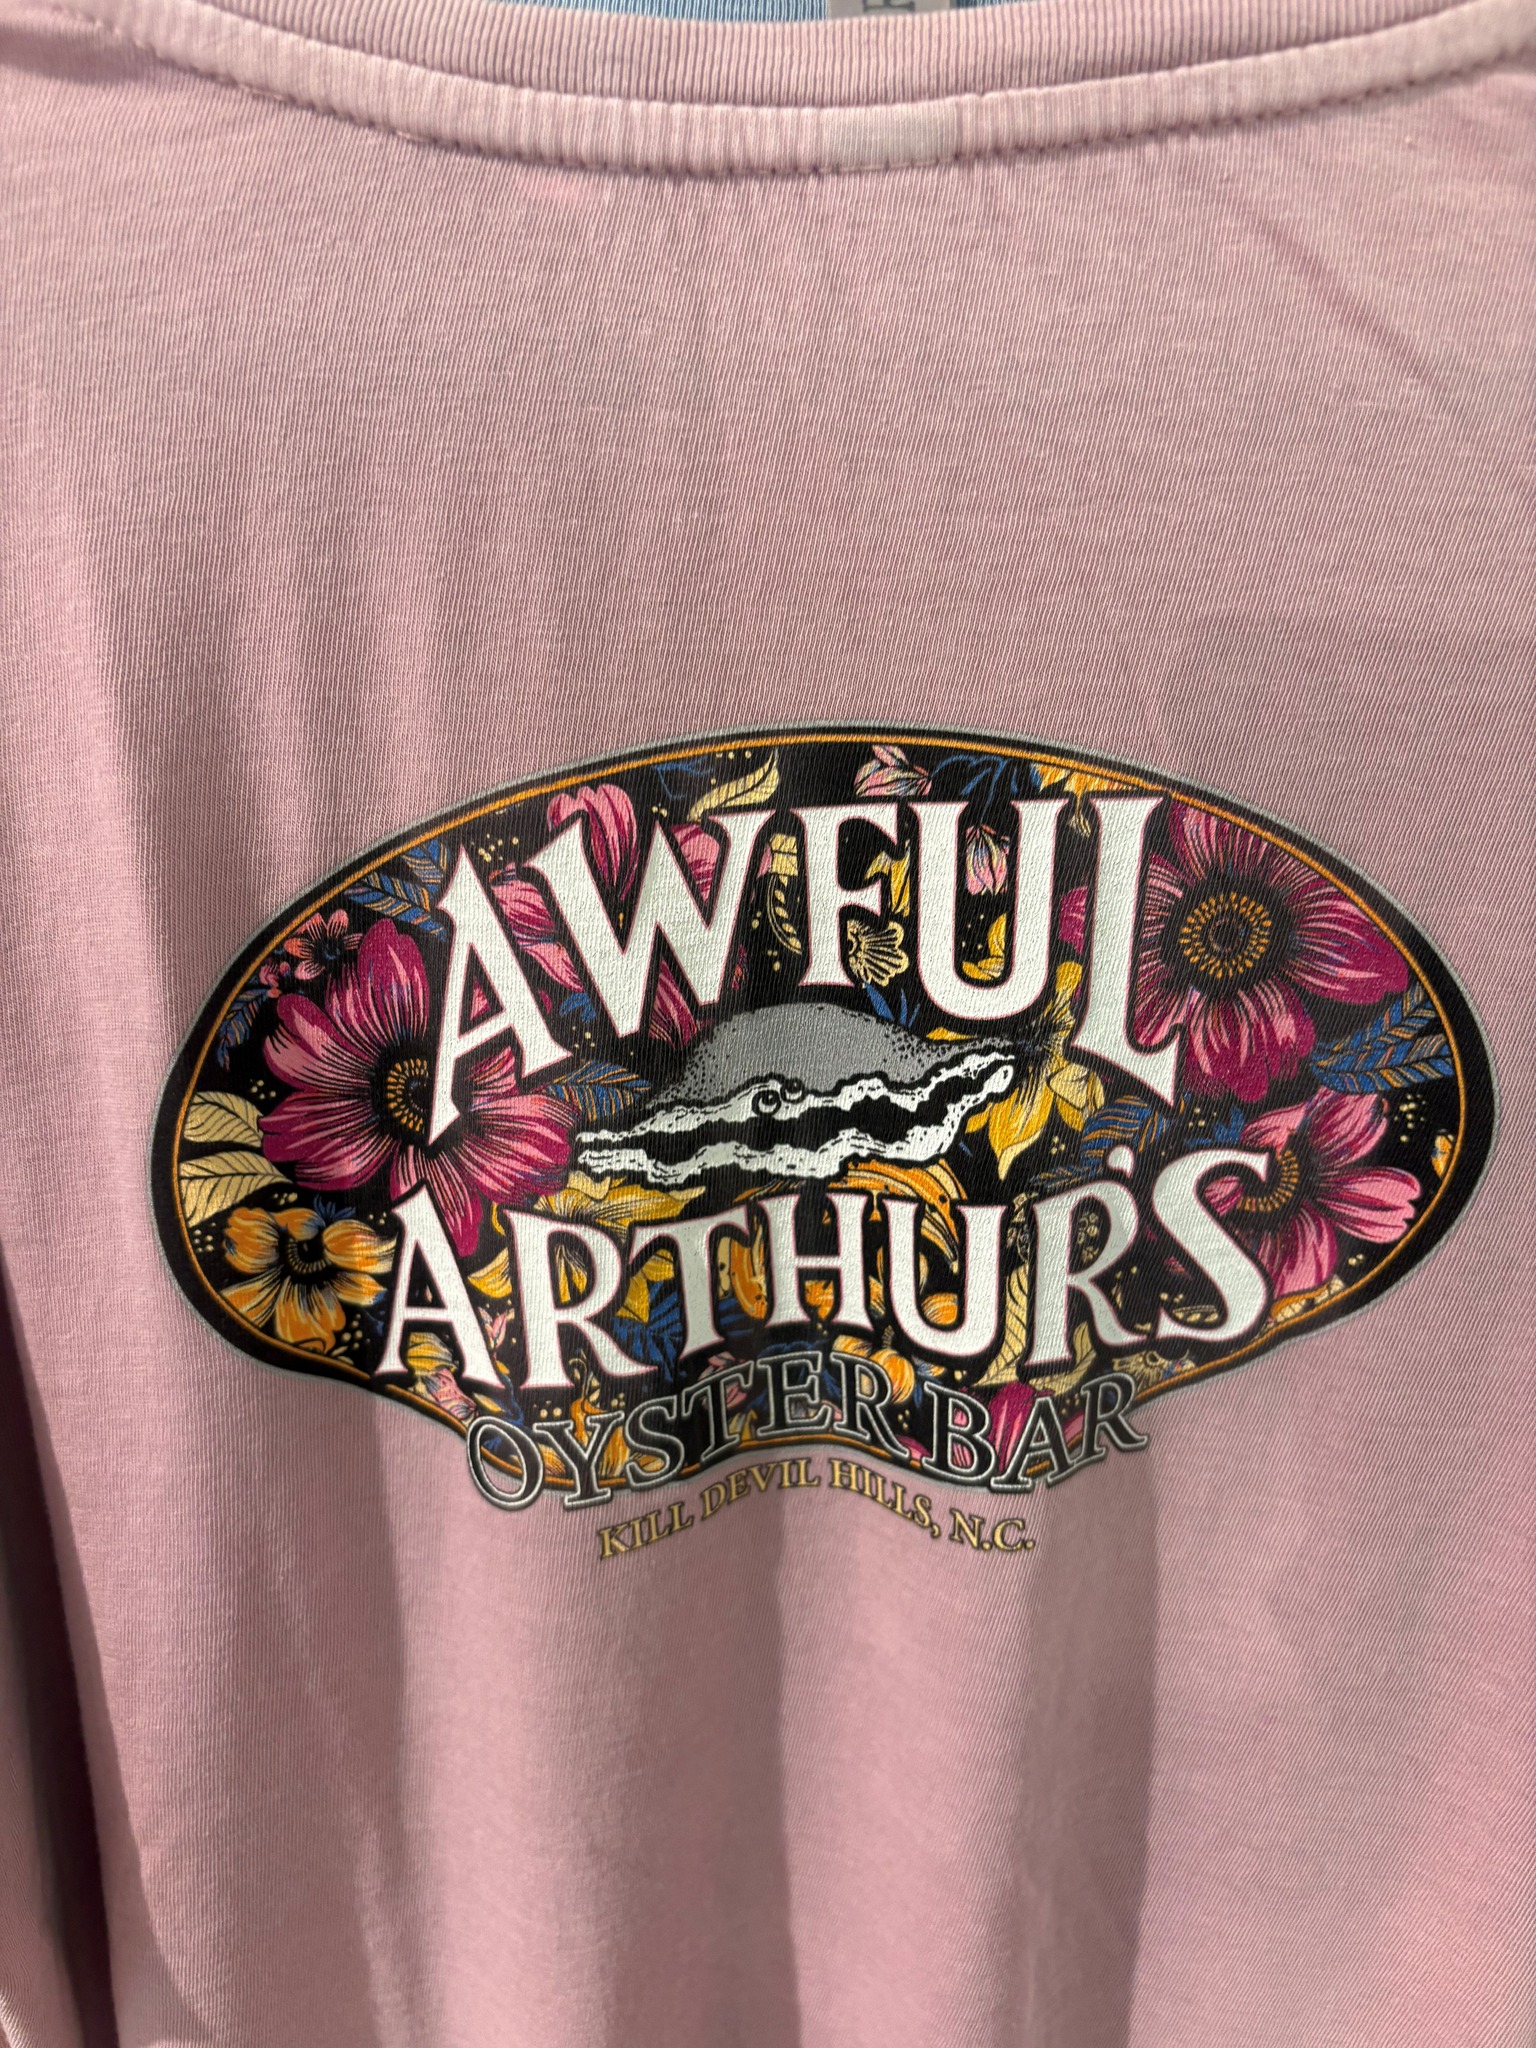 AWFUL
ARTHUR'S
OYSTER BAR
KILL DEVIL HILLS, N.C.